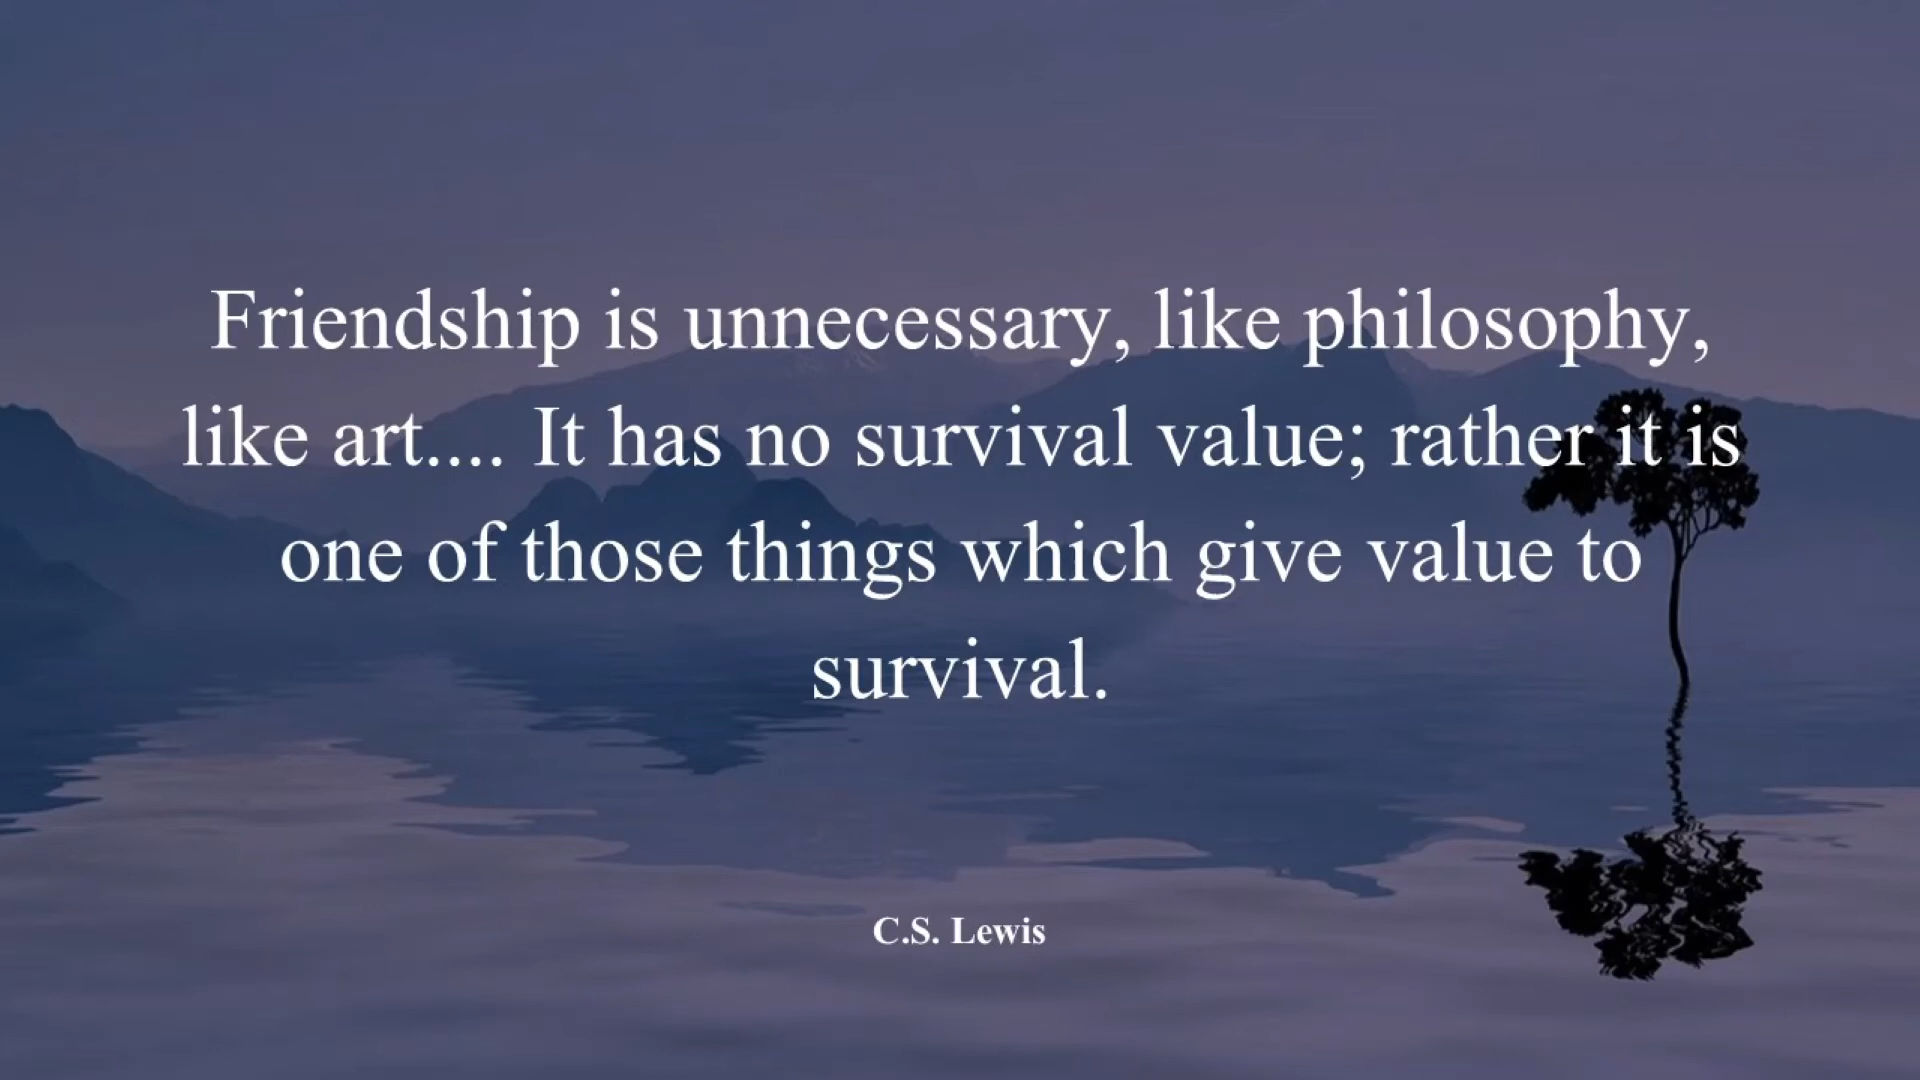 Friendship is unnecessary, like philosophy,
like art.... It has no survival value; rather it is
one of those things which give value to
survival.
C.S. Lewis